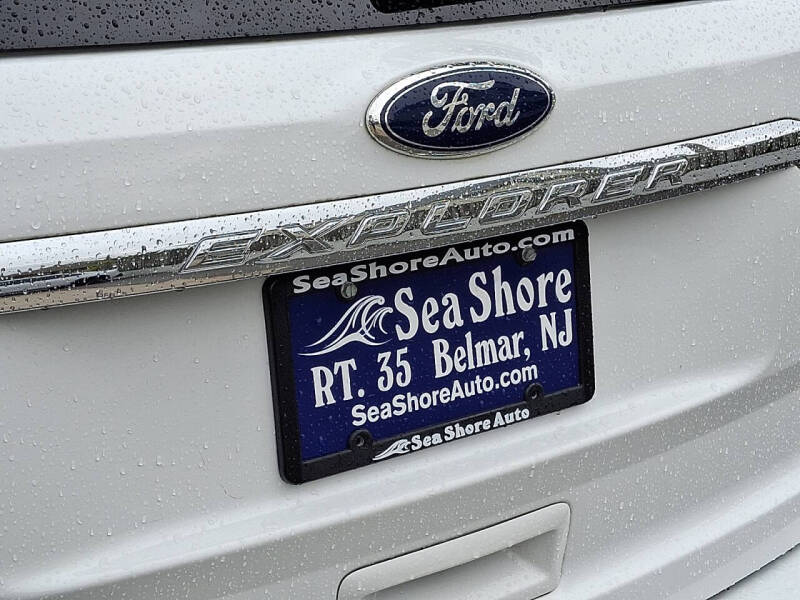 Ford
EXPLORER
SeaShoreAuto.com
Sea Shore
RT. 35 Belmar, NJ
SeaShoreAuto.com
Sea Shore Auto